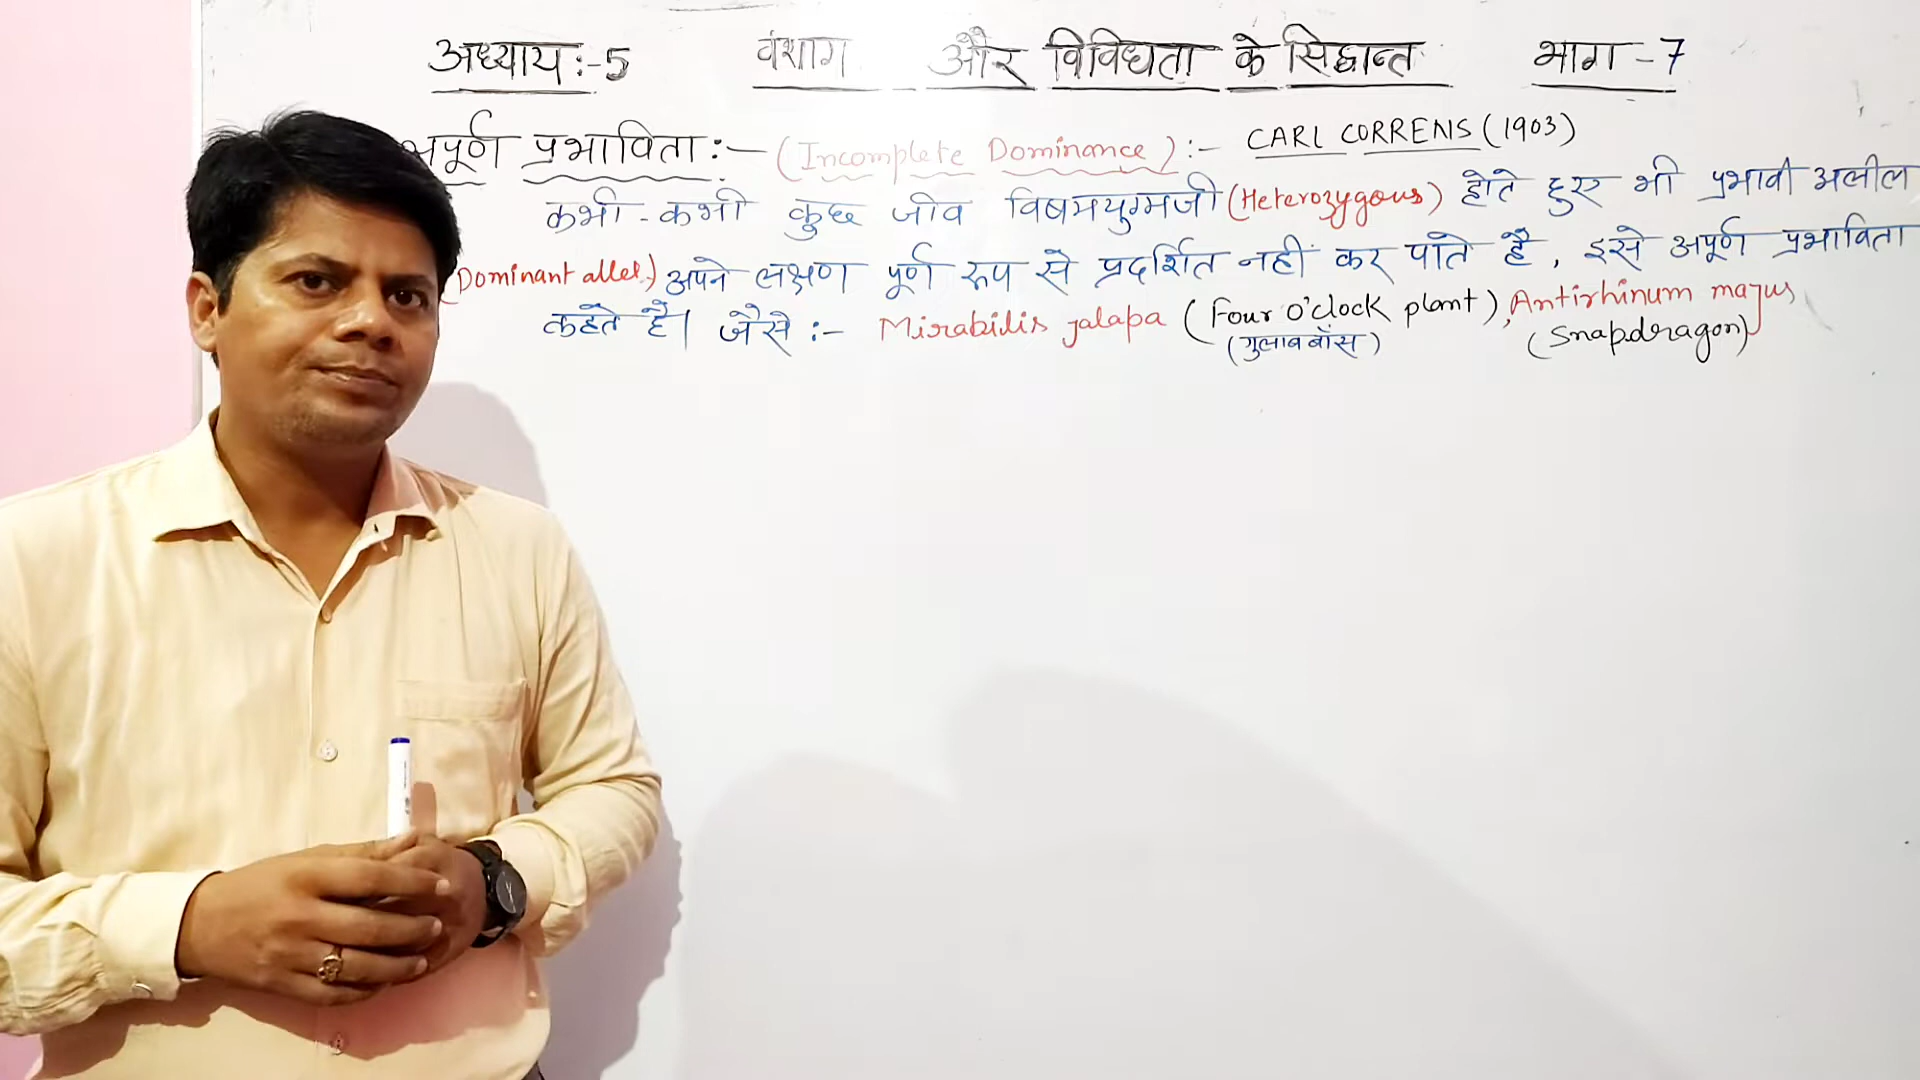 अध्याय:-5 वंशागति और विविधता के सिद्धान्त भाग-7
अपूर्ण प्रभाविता:- (Incomplete Dominance):- CARL CORRENS (1903)
कभी-कभी कुछ जीव विषमयुग्मजी (Heterozygous) होते हुए भी प्रभावी अलील
(Dominant allel) अपने लक्षण पूर्ण रूप से प्रदर्शित नहीं कर पाते है, इसे अपूर्ण प्रभाविता
कहते है। जैसे:- Mirabilis jalapa (Four O'clock plant), Antirhinum majus
(गुलाबबाँस) (Snapdragon)